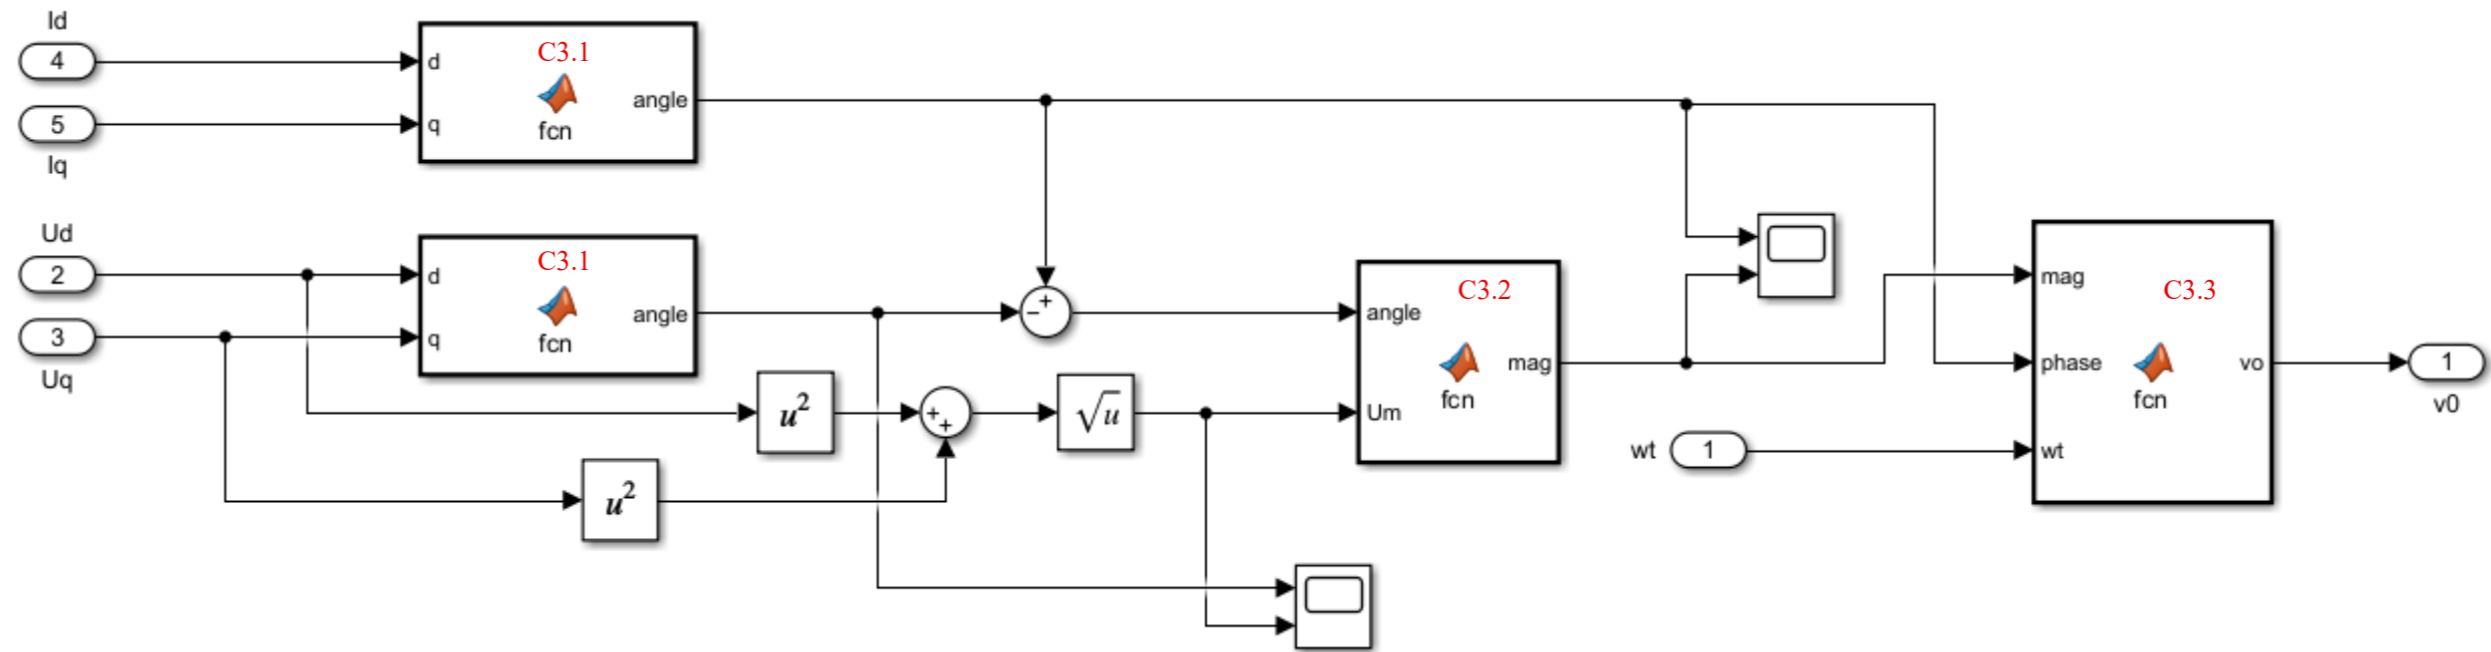 Id
4
5
Iq
d
q
C3.1
fcn
angle
Ud
2
3
Uq
d
q
C3.1
fcn
angle
u²
u²
+
+
−
+
√u
angle
Um
C3.2
fcn
mag
wt
1
mag
phase
wt
C3.3
fcn
vo
1
v0